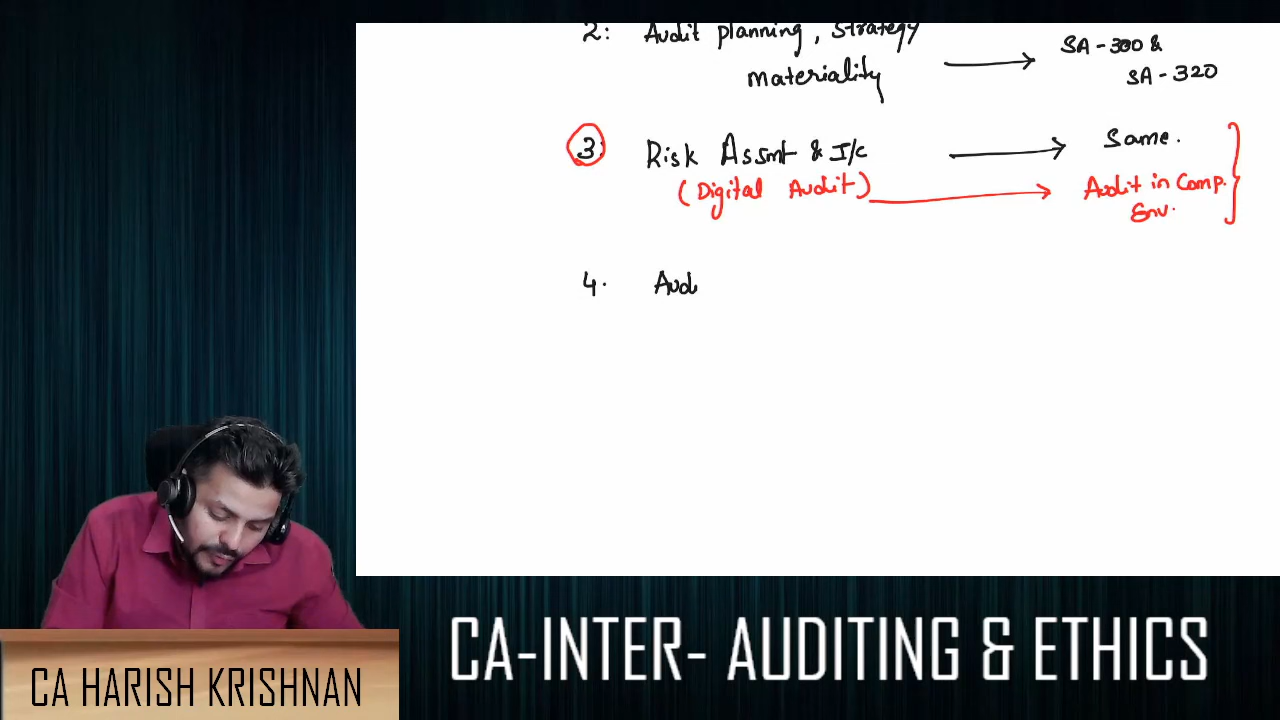 2: Audit planning, Strategy
materiality
SA-300 &
SA-320
3: Risk Assmt & I/c
Same.
(Digital Audit)
Audit in Comp.
Env.
4. Aud
CA HARISH KRISHNAN
CA-INTER- AUDITING & ETHICS